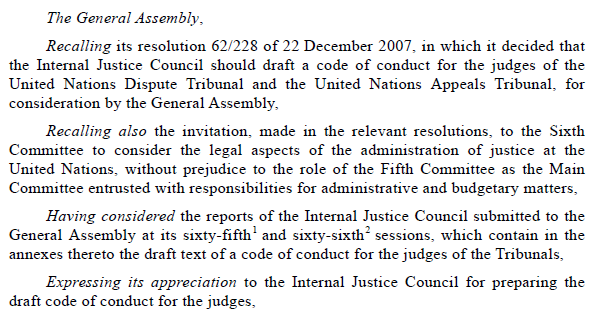 The General Assembly,
Recalling its resolution 62/228 of 22 December 2007, in which it decided that
the Internal Justice Council should draft a code of conduct for the judges of the
United Nations Dispute Tribunal and the United Nations Appeals Tribunal, for
consideration by the General Assembly,
Recalling also the invitation, made in the relevant resolutions, to the Sixth
Committee to consider the legal aspects of the administration of justice at the
United Nations, without prejudice to the role of the Fifth Committee as the Main
Committee entrusted with responsibilities for administrative and budgetary matters,
Having considered the reports of the Internal Justice Council submitted to the
General Assembly at its sixty-fifth¹ and sixty-sixth² sessions, which contain in the
annexes thereto the draft text of a code of conduct for the judges of the Tribunals,
Expressing its appreciation to the Internal Justice Council for preparing the
draft code of conduct for the judges,